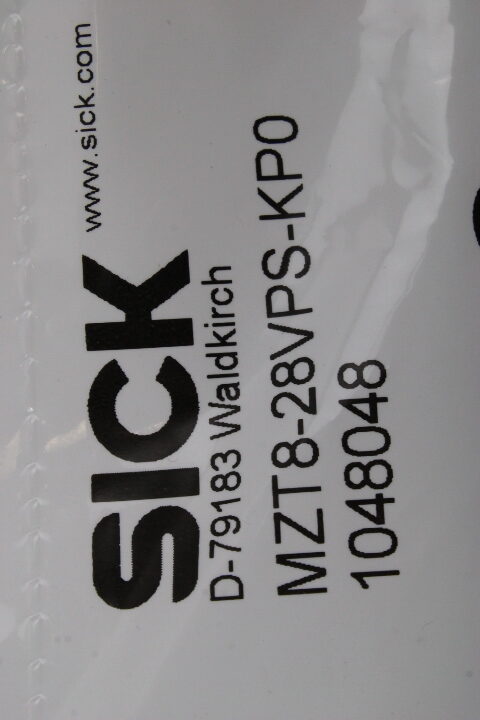 SICK www.sick.com
D-79183 Waldkirch
MZT8-28VPS-KP0
1048048